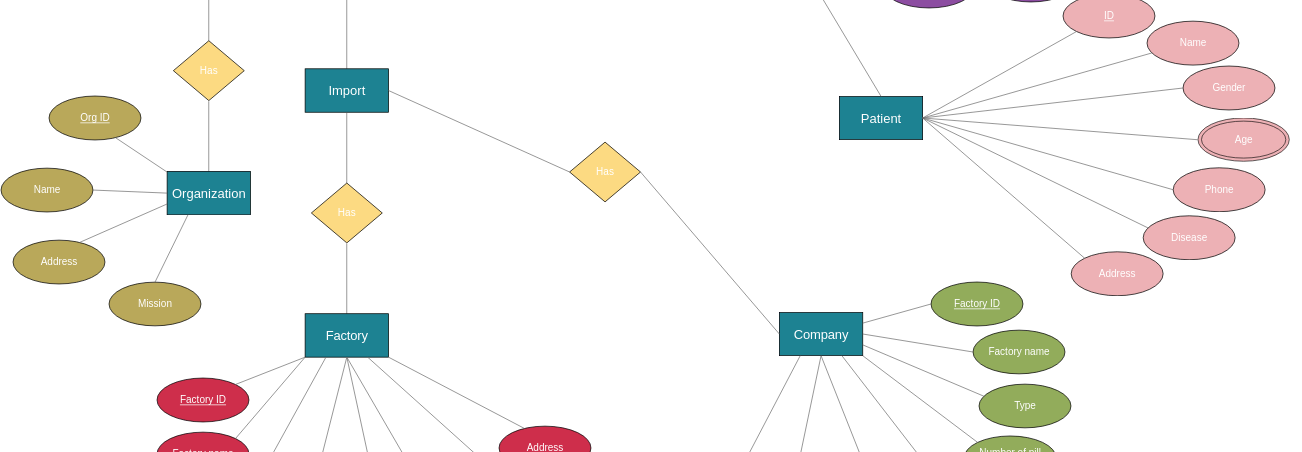 ID
Name
Has
Gender
Import
Org ID
Patient
Age
Has
Name
Organization
Phone
Has
Disease
Address
Address
Mission
Factory ID
Factory
Company
Factory name
Factory ID
Type
Address
Factory name
Number of pill